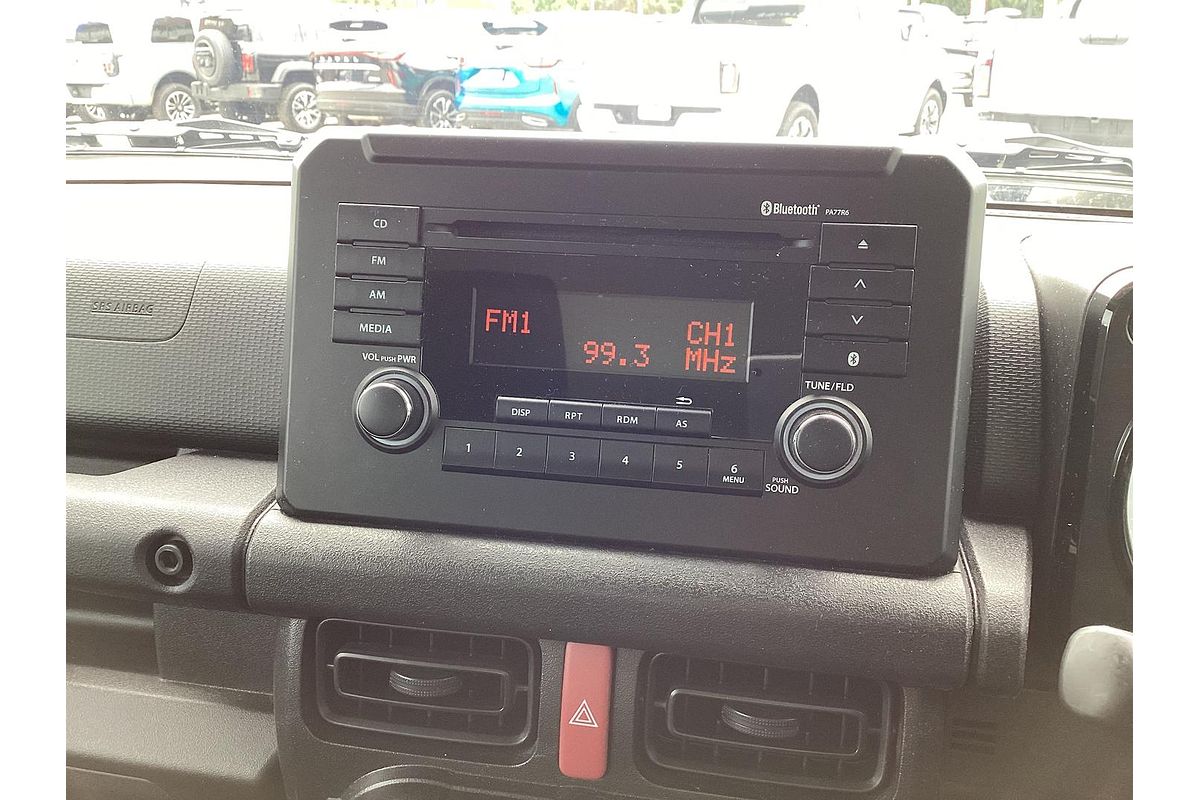 Bluetooth PA77R6
CD
FM
AM
MEDIA
VOL PUSH PWR
FM1
CH1
99.3 MHz
TUNE/FLD
DISP RPT RDM AS
1 2 3 4 5 6
MENU
PUSH
SOUND
SRS AIRBAG